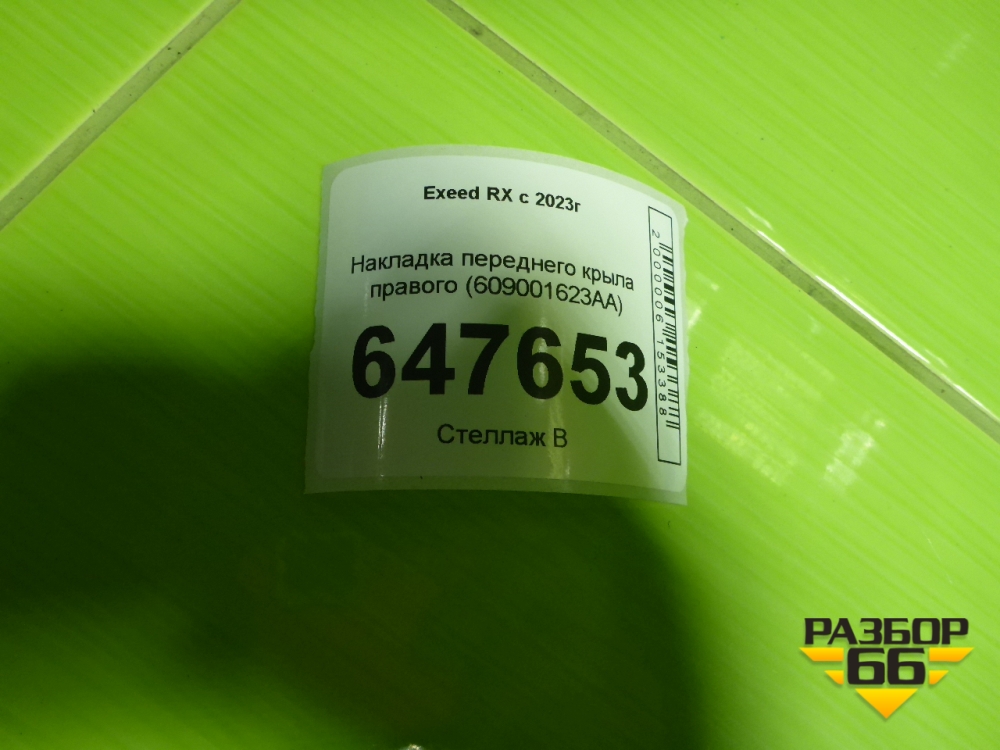 Exeed RX с 2023г
Накладка переднего крыла
правого (609001623AA)
647653
Стеллаж В
2000006153388
РАЗБОР
66